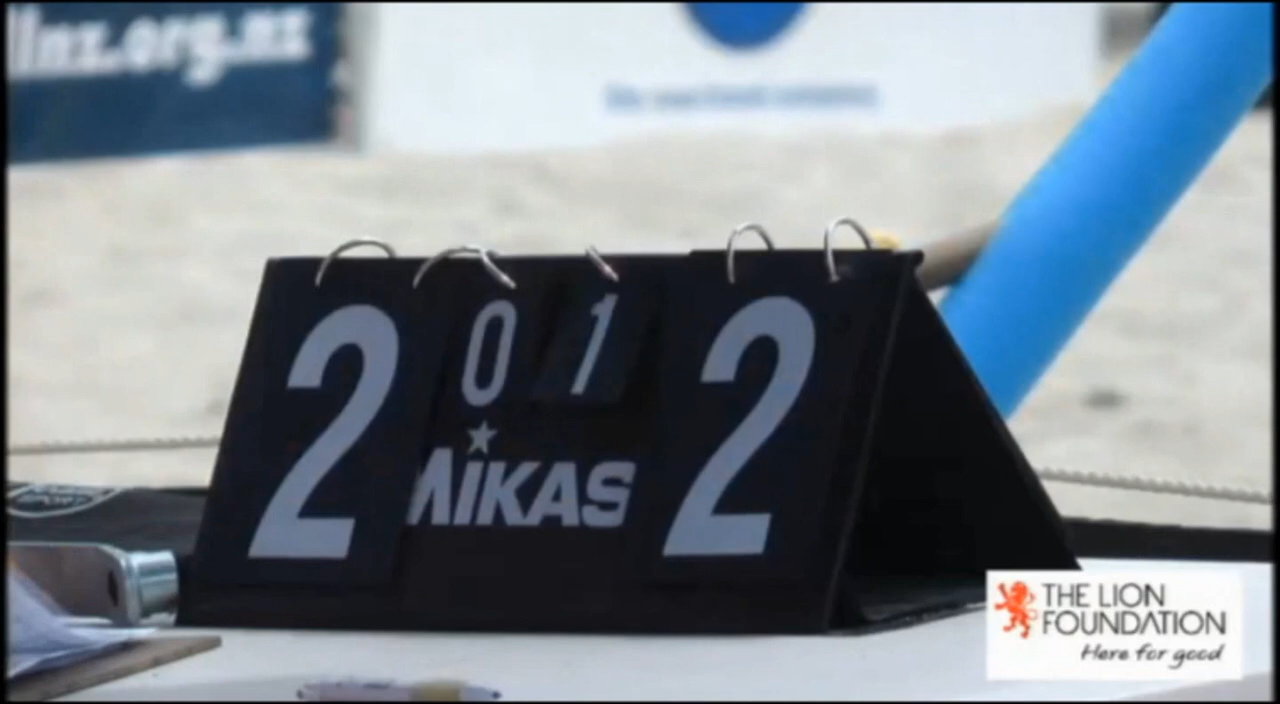 llnz.org.nz
2 0 1 2
MIKAS
THE LION
FOUNDATION
Here for good